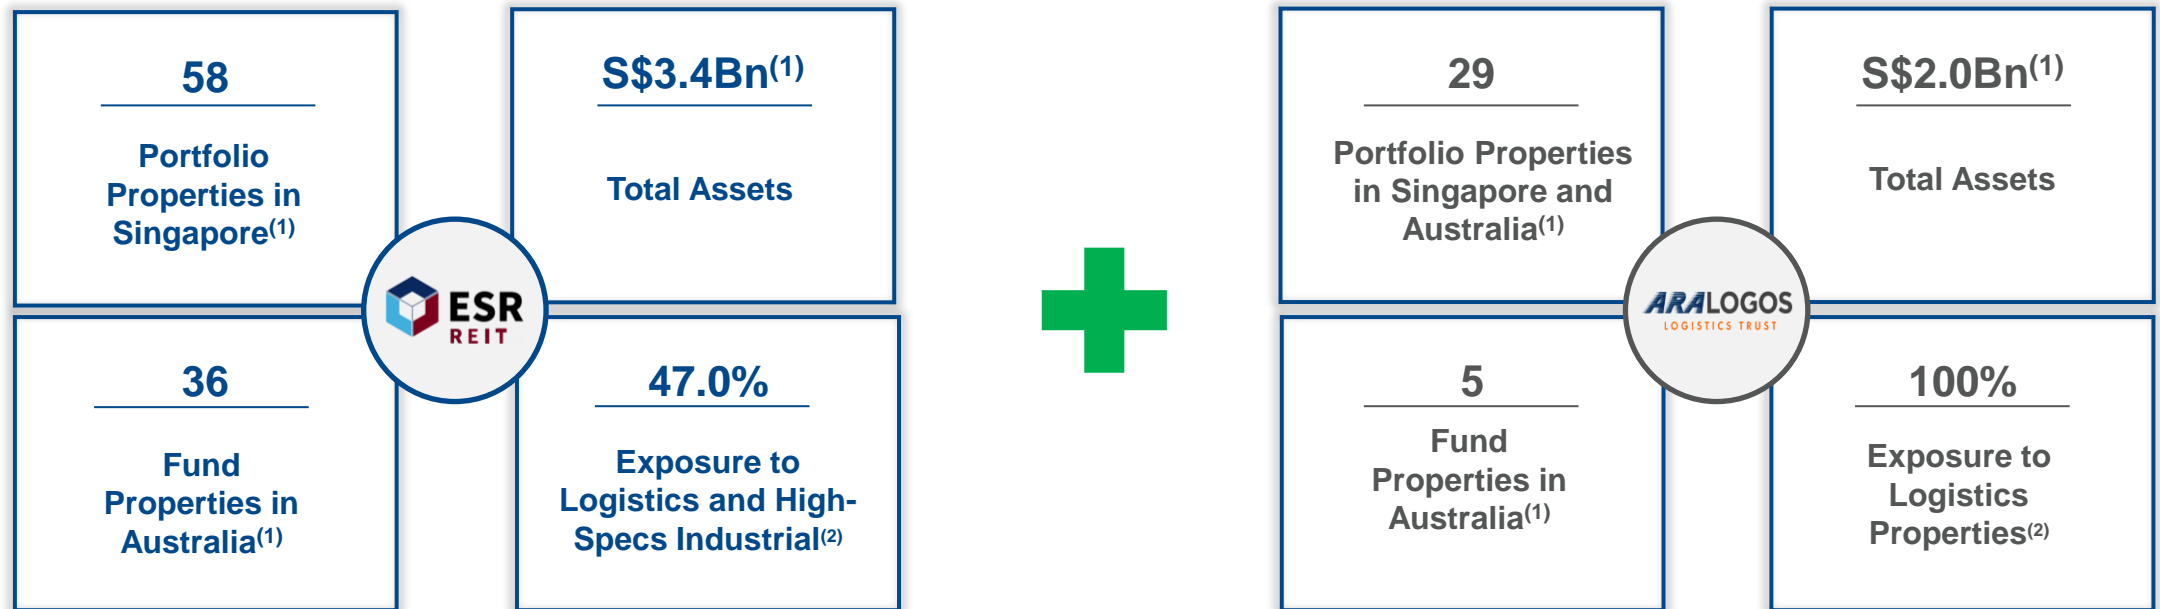 58
Portfolio
Properties in
Singapore(1)
S$3.4Bn(1)
Total Assets
ESR
REIT
36
Fund
Properties in
Australia(1)
47.0%
Exposure to
Logistics and High-
Specs Industrial(2)
29
Portfolio Properties
in Singapore and
Australia(1)
S$2.0Bn(1)
Total Assets
ARALOGOS
LOGISTICS TRUST
5
Fund
Properties in
Australia(1)
100%
Exposure to
Logistics
Properties(2)